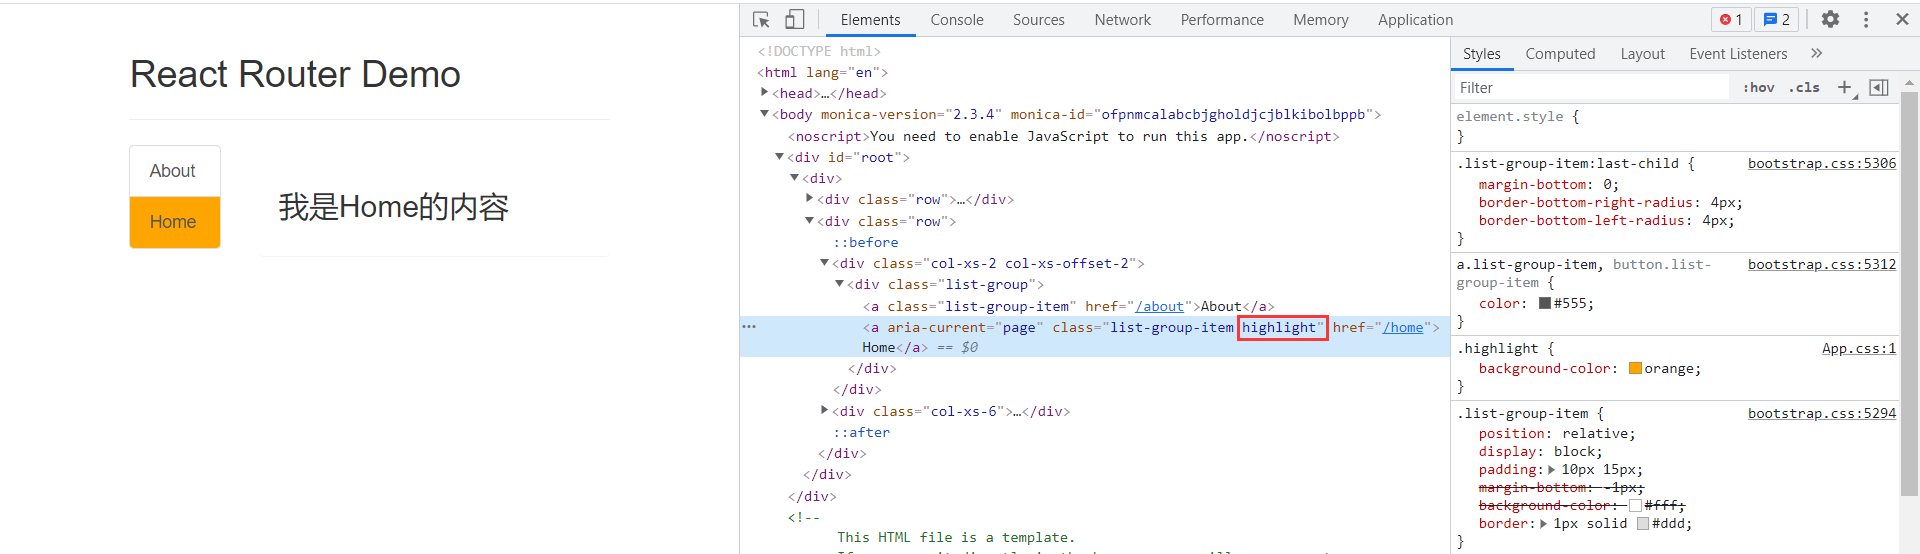 React Router Demo
About
Home
我是Home的内容
Elements Console Sources Network Performance Memory Application 1 2
<!DOCTYPE html>
<html lang="en">
<head>…</head>
<body monica-version="2.3.4" monica-id="ofpnmcalabcbjgholdjcjblkibolbppb">
<noscript>You need to enable JavaScript to run this app.</noscript>
<div id="root">
<div>
<div class="row">…</div>
<div class="row">
::before
<div class="col-xs-2 col-xs-offset-2">
<div class="list-group">
<a class="list-group-item" href="/about">About</a>
<a aria-current="page" class="list-group-item highlight" href="/home">
Home</a> == $0
</div>
</div>
<div class="col-xs-6">…</div>
::after
</div>
</div>
</div>
<!--
This HTML file is a template.
Styles Computed Layout Event Listeners »
Filter :hov .cls +
element.style {
}
.list-group-item:last-child { bootstrap.css:5306
margin-bottom: 0;
border-bottom-right-radius: 4px;
border-bottom-left-radius: 4px;
}
a.list-group-item, button.list- bootstrap.css:5312
group-item {
color: #555;
}
.highlight { App.css:1
background-color: orange;
}
.list-group-item { bootstrap.css:5294
position: relative;
display: block;
padding: 10px 15px;
margin-bottom: -1px;
background-color: #fff;
border: 1px solid #ddd;
}